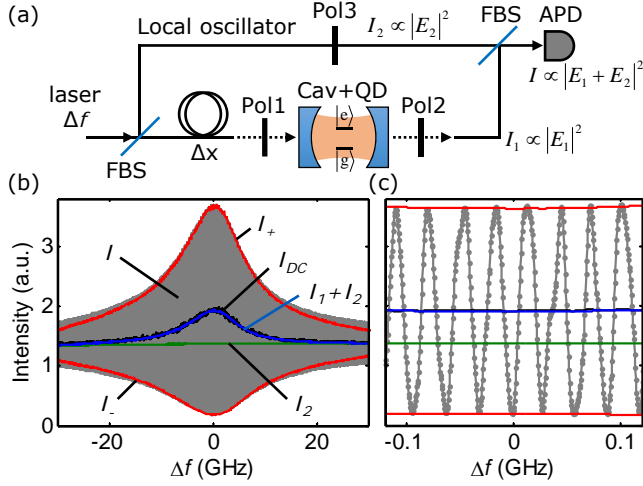 (a)
Local oscillator
Pol3
I₂ ∝ |E₂|²
FBS
APD
I ∝ |E₁ + E₂|²
laser
Δf
Pol1
Cav+QD
Pol2
|e⟩
|g⟩
FBS
Δx
I₁ ∝ |E₁|²
(b)
Intensity (a.u.)
3
2
1
0
I
I₊
I_DC
I₁ + I₂
I₋
I₂
-20
0
20
Δf (GHz)
(c)
-0.1
0
0.1
Δf (GHz)